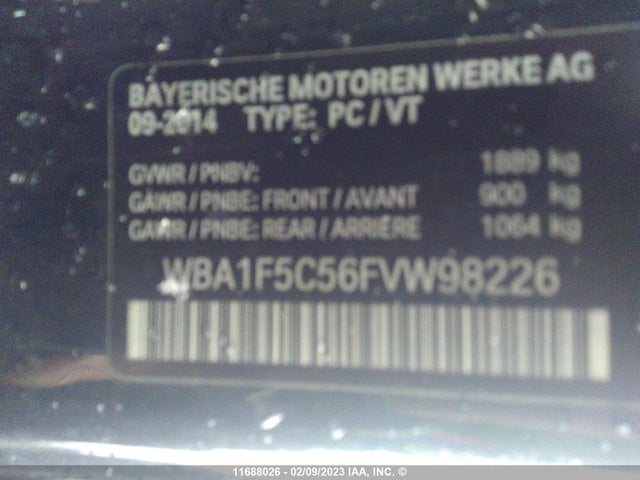 BAYERISCHE MOTOREN WERKE AG
09-2014 TYPE: PC / VT
GVWR / PNBV: 1889 kg
GAWR / PNBE: FRONT / AVANT 900 kg
GAWR / PNBE: REAR / ARRIÈRE 1064 kg
WBA1F5C56FVW98226
11688026 - 02/09/2023 IAA, INC. ©